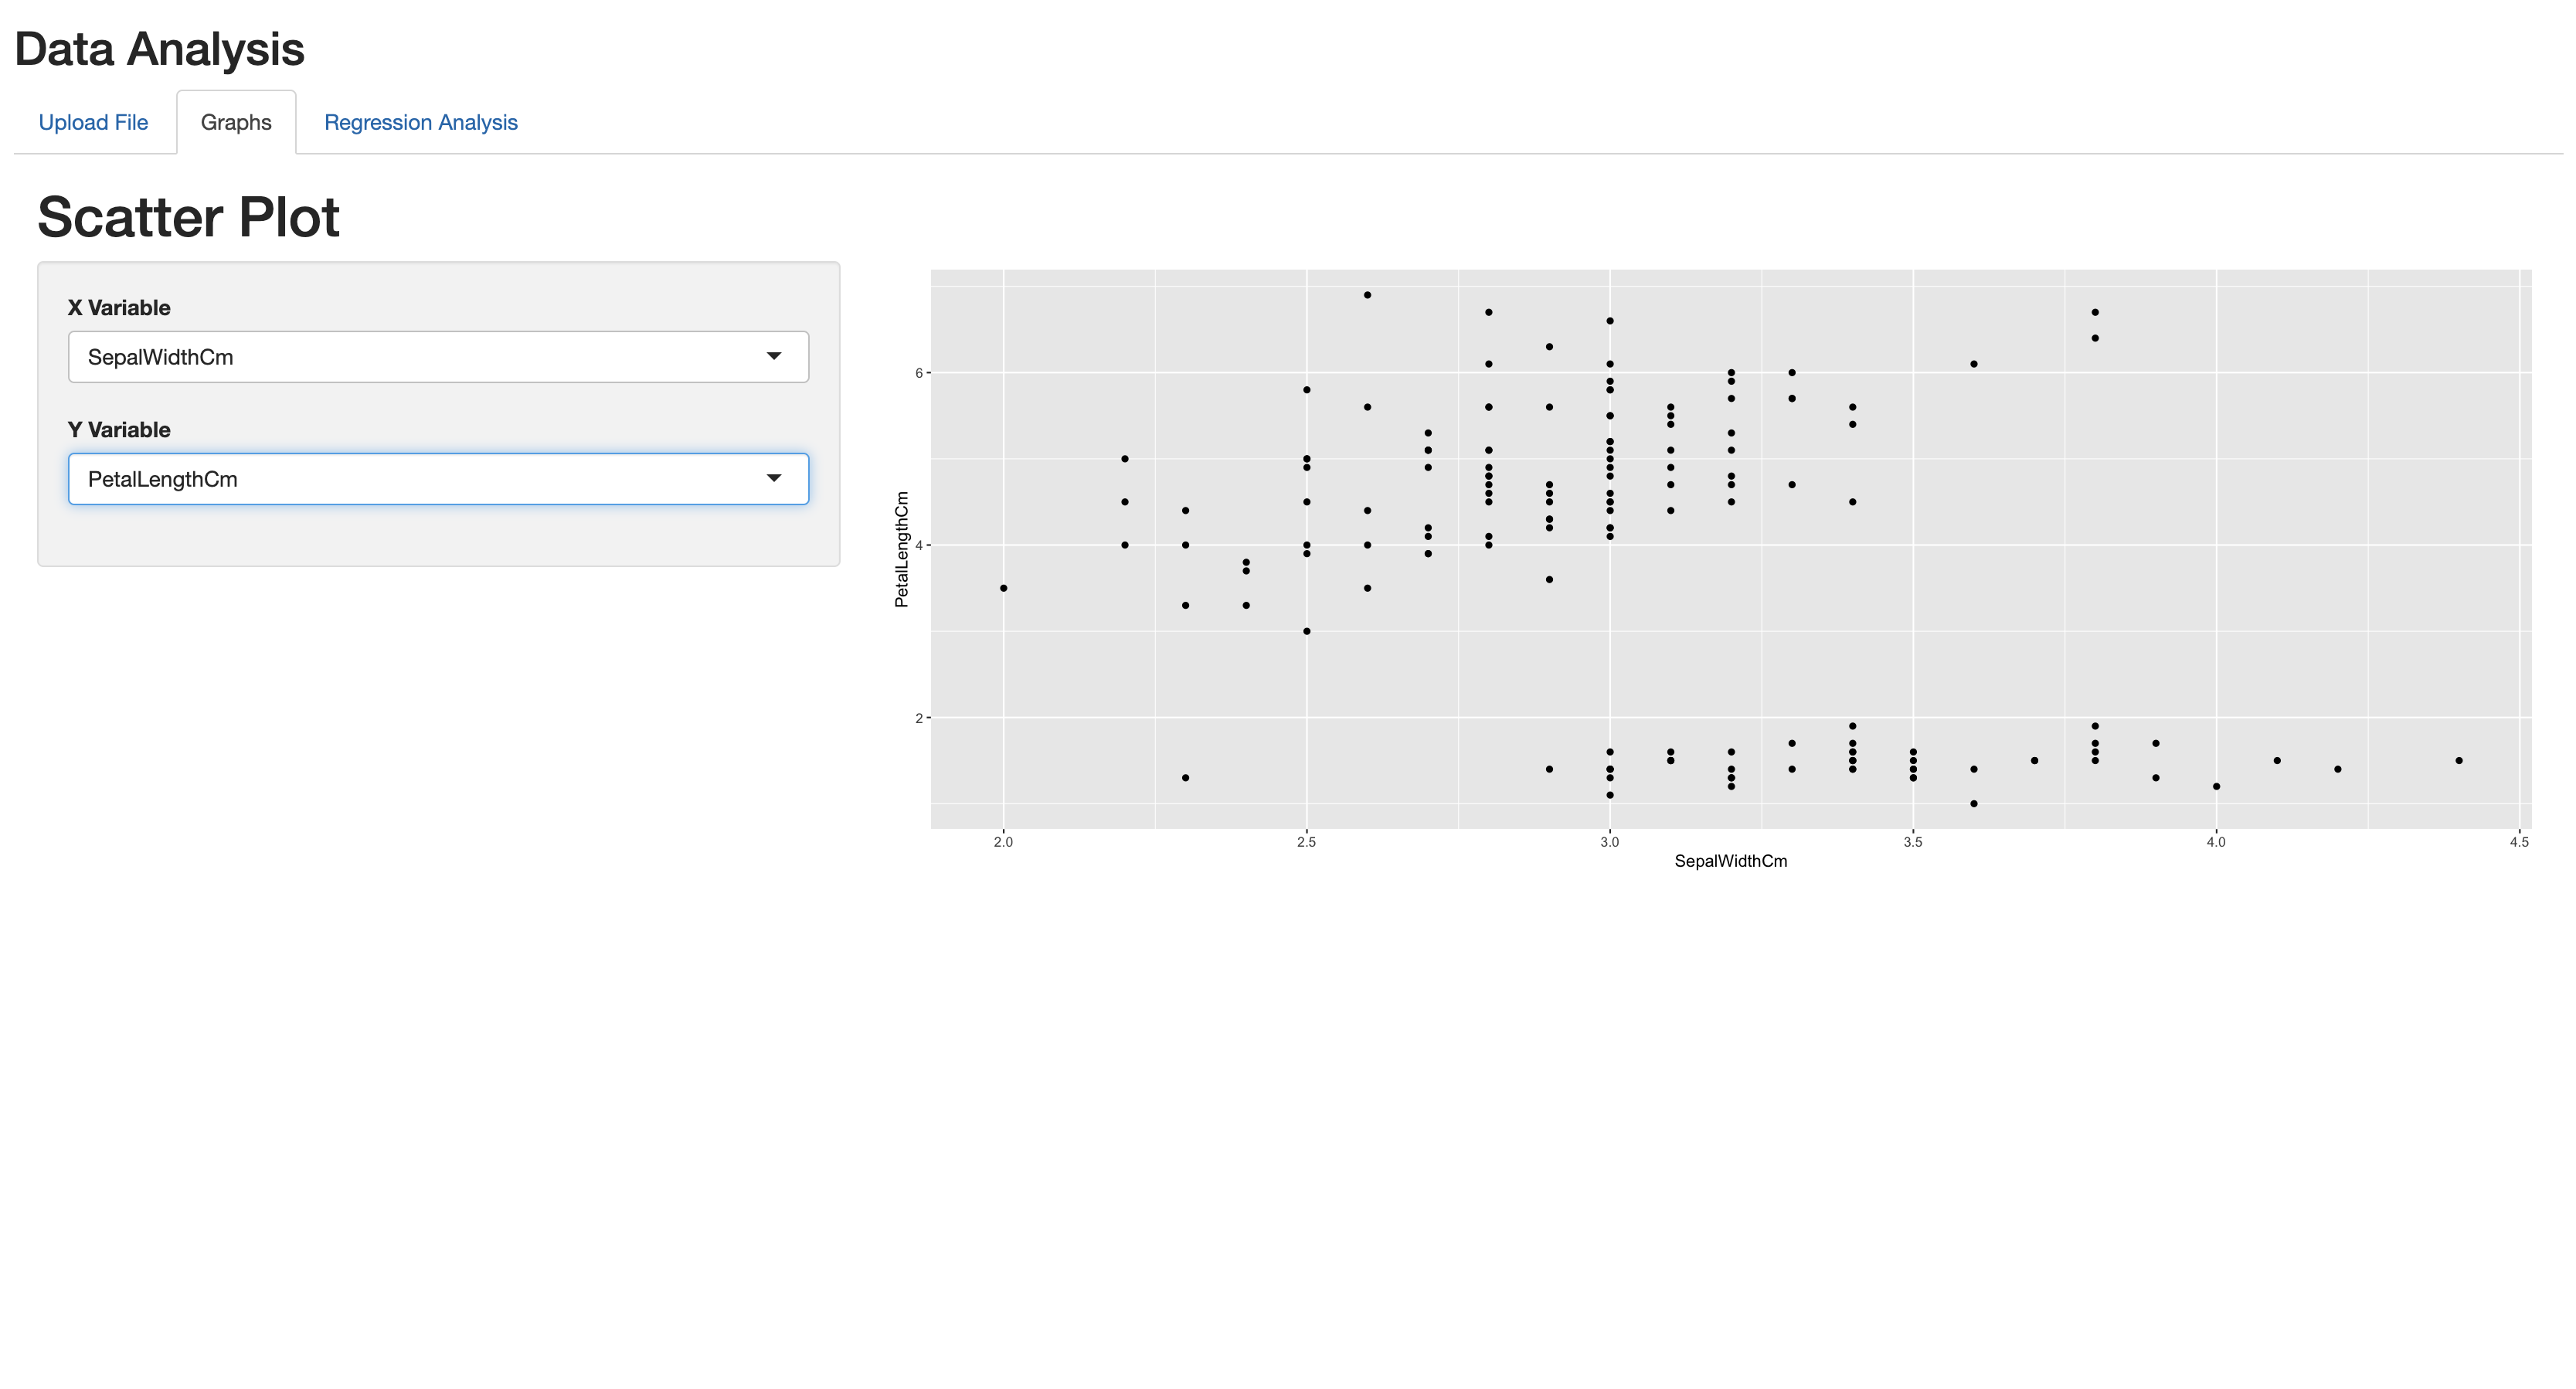 Data Analysis
Upload File Graphs Regression Analysis
Scatter Plot
X Variable
SepalWidthCm
Y Variable
PetalLengthCm
PetalLengthCm
6
4
2
2.0 2.5 3.0 3.5 4.0 4.5
SepalWidthCm